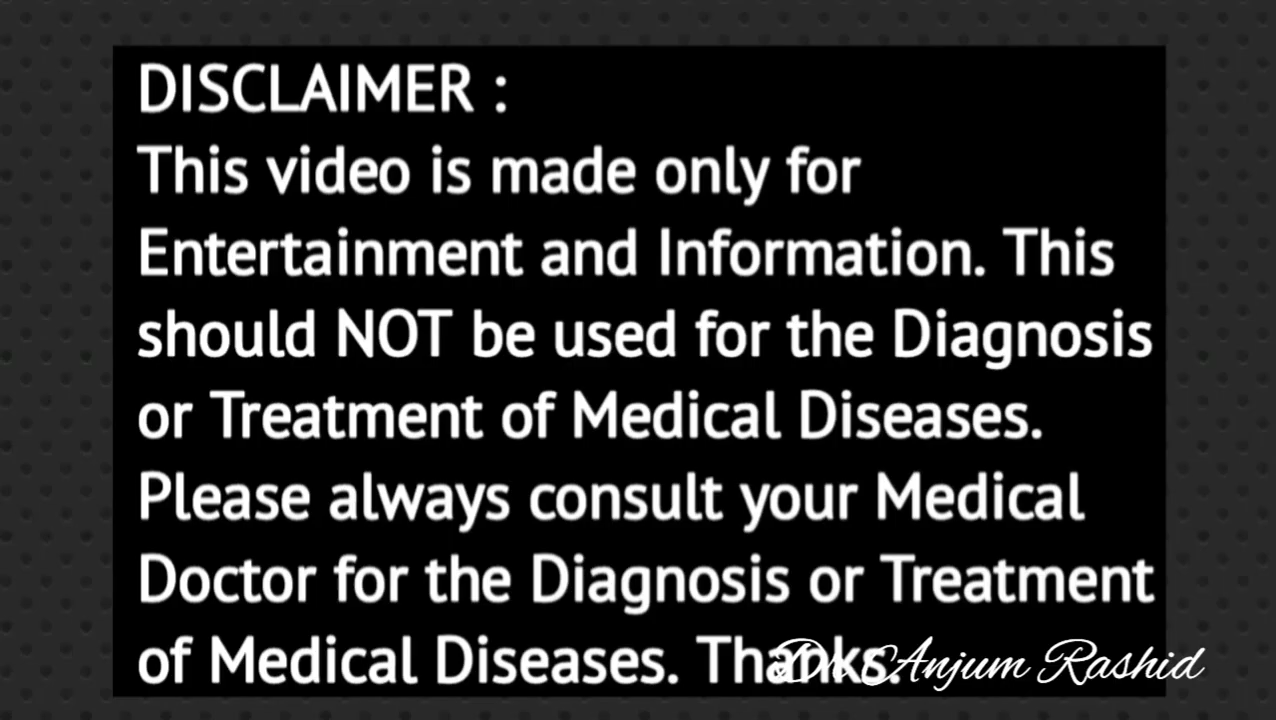 DISCLAIMER :
This video is made only for
Entertainment and Information. This
should NOT be used for the Diagnosis
or Treatment of Medical Diseases.
Please always consult your Medical
Doctor for the Diagnosis or Treatment
of Medical Diseases. Thanks.
Dr. Anjum Rashid